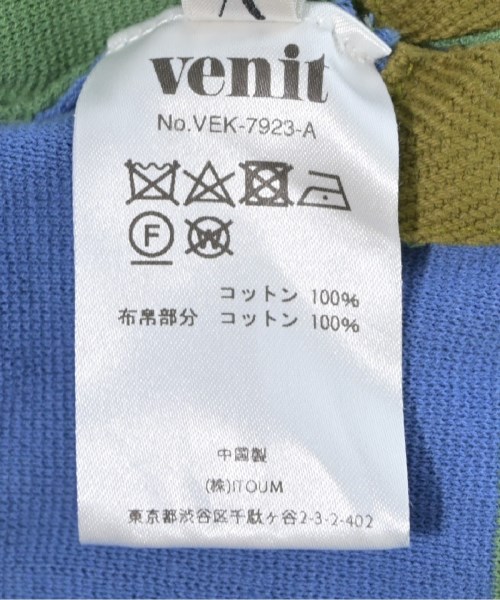 venit
No.VEK-7923-A
F
W
コットン 100%
布帛部分 コットン 100%
中国製
(株)ITOUM
東京都渋谷区千駄ヶ谷2-3-2-402